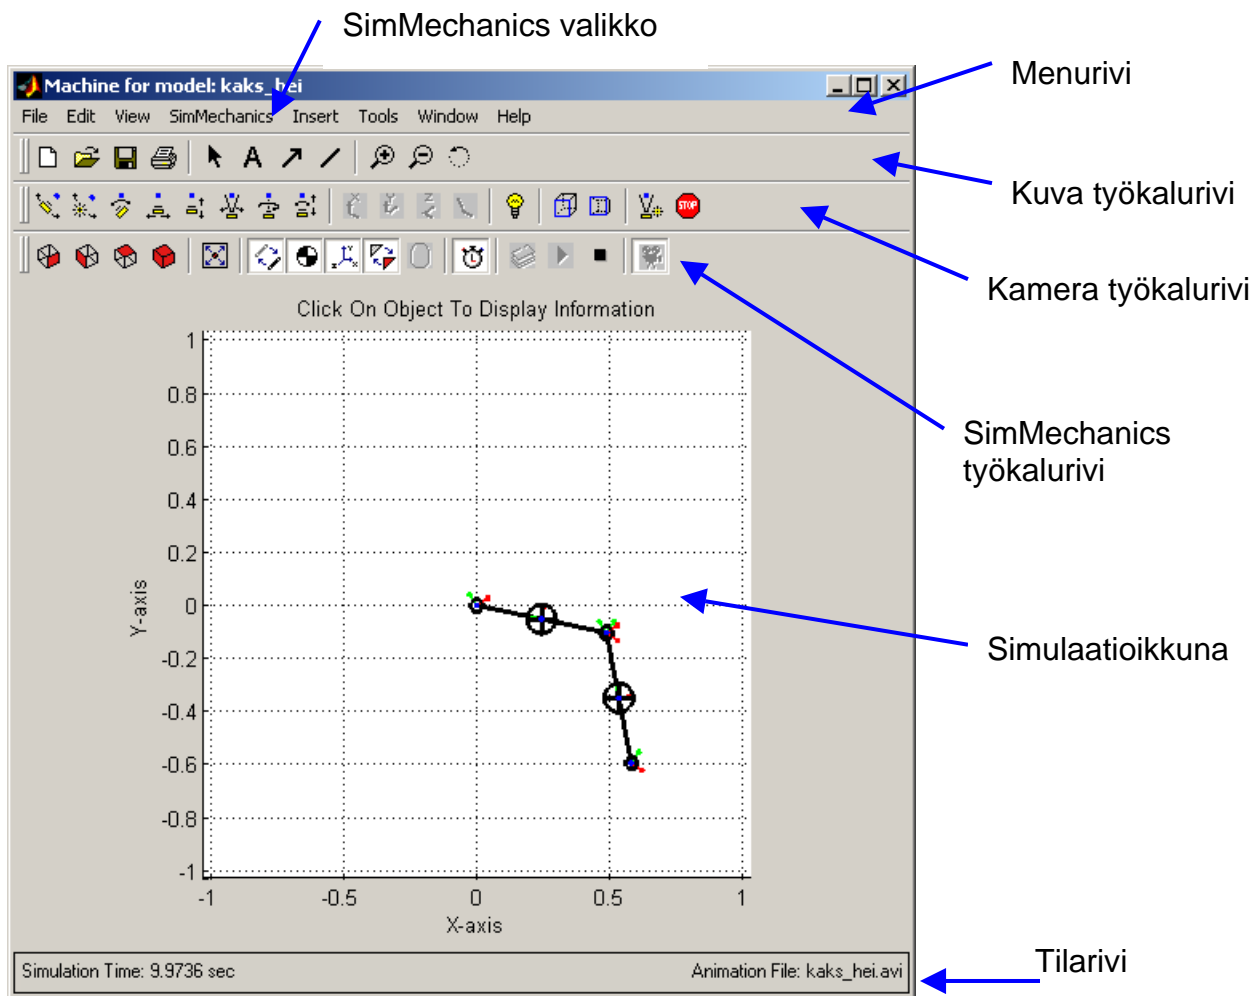 SimMechanics valikko
Machine for model: kaks_hei
Menurivi
File Edit View SimMechanics Insert Tools Window Help
A
Kuva työkalurivi
STOP
Kamera työkalurivi
Click On Object To Display Information
SimMechanics
työkalurivi
1
0.8
0.6
0.4
0.2
0
-0.2
-0.4
-0.6
-0.8
-1
Y-axis
Simulaatioikkuna
-1 -0.5 0 0.5 1
X-axis
Simulation Time: 9.9736 sec Animation File: kaks_hei.avi
Tilarivi